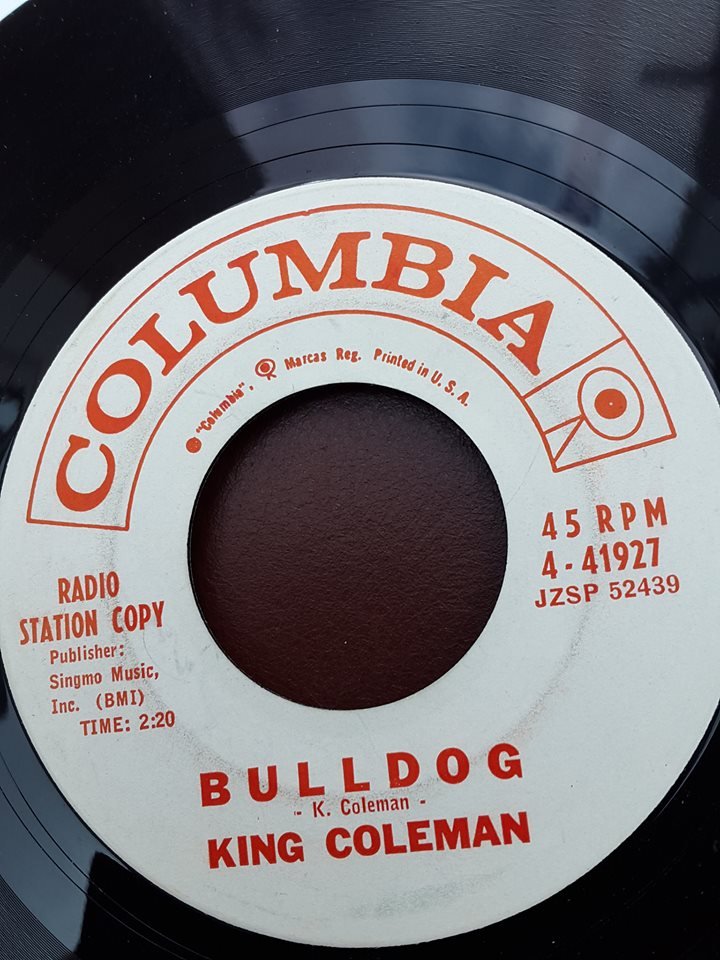 COLUMBIA
"Columbia", Marcas Reg. Printed in U.S.A.
45 RPM
4-41927
JZSP 52439
RADIO
STATION COPY
Publisher:
Singmo Music,
Inc. (BMI)
TIME: 2:20
BULLDOG
- K. Coleman -
KING COLEMAN